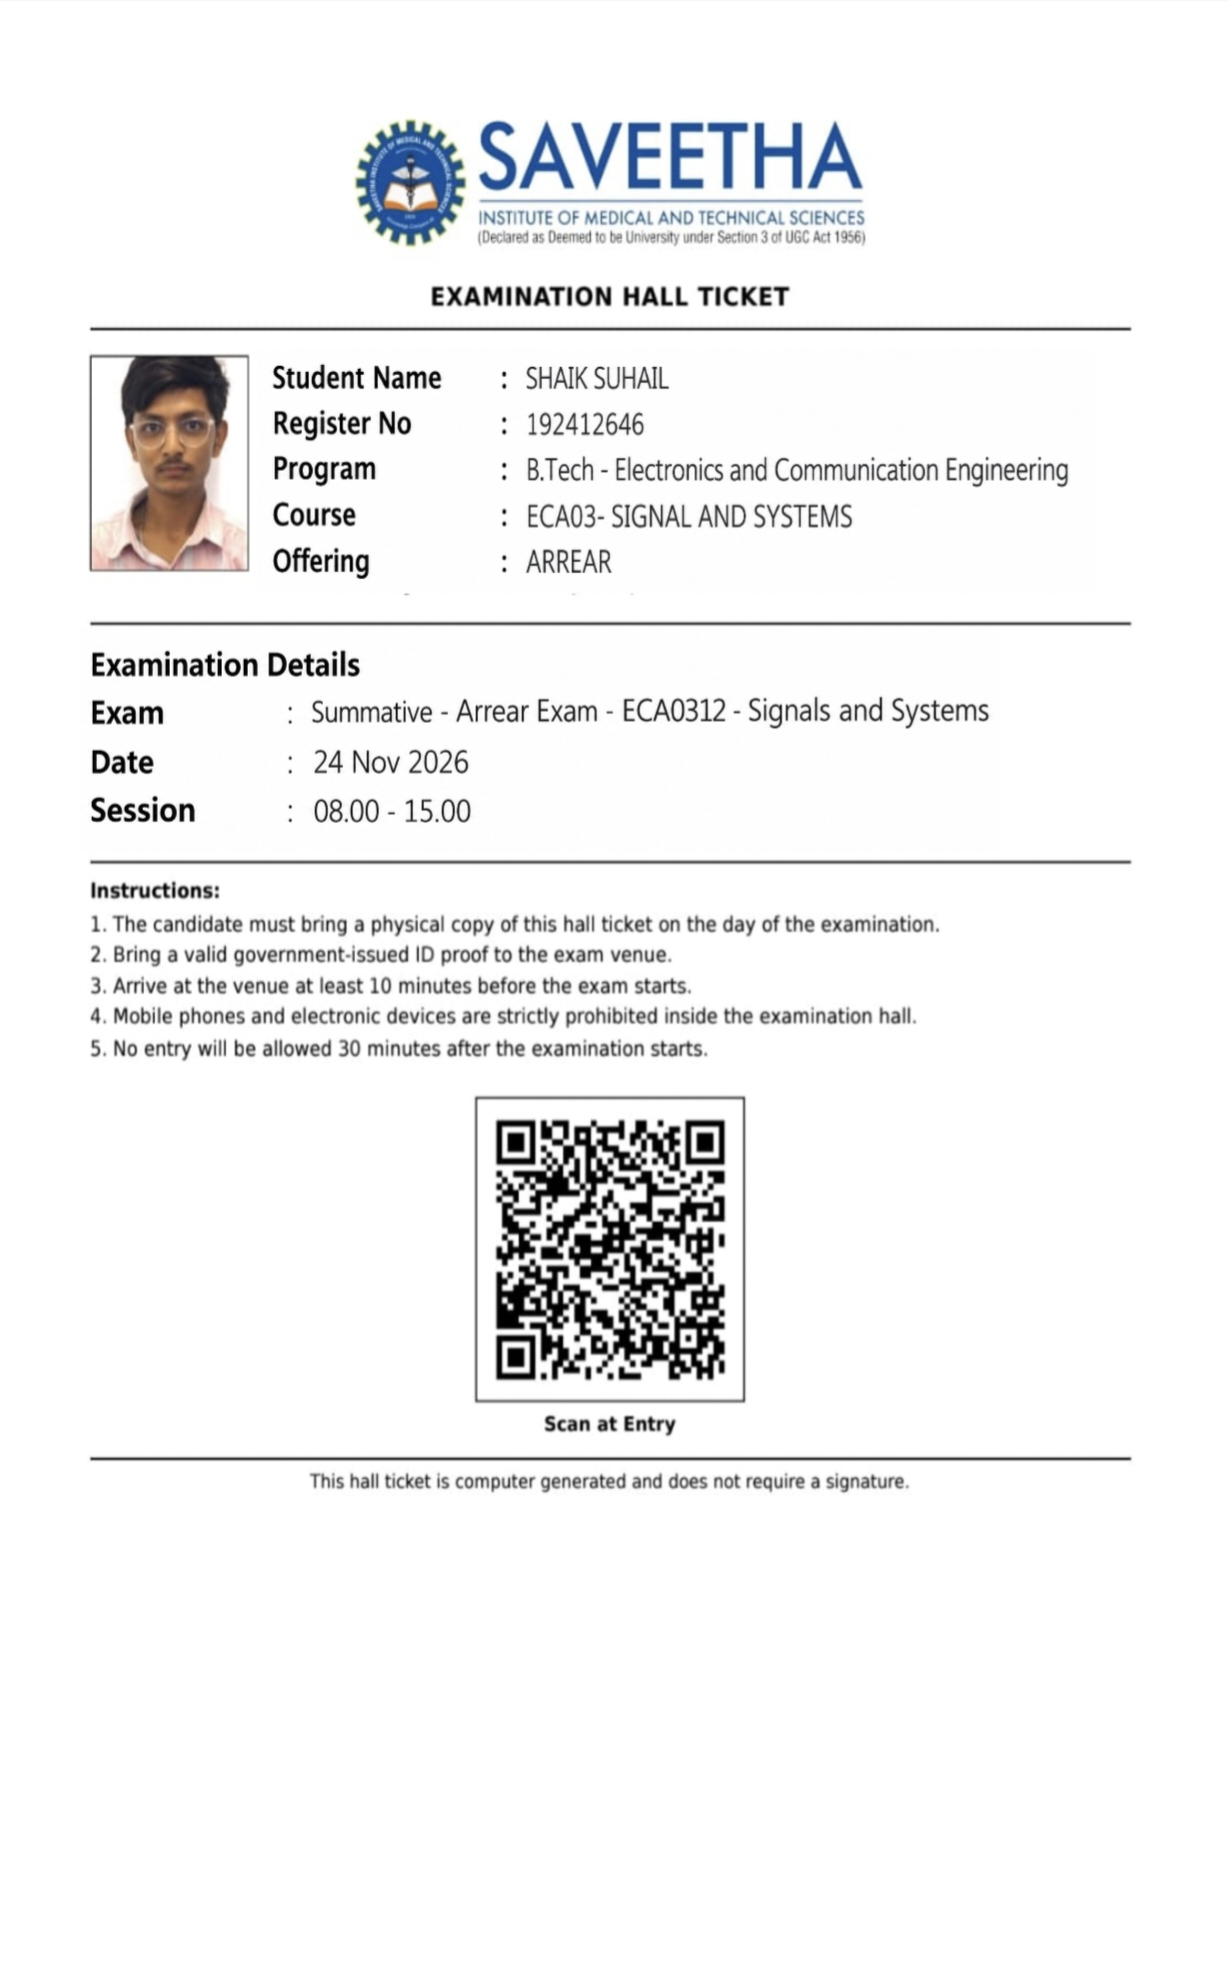 SAVEETHA
INSTITUTE OF MEDICAL AND TECHNICAL SCIENCES
(Declared as Deemed to be University under Section 3 of UGC Act 1956)
EXAMINATION HALL TICKET
Student Name : SHAIK SUHAIL
Register No : 192412646
Program : B.Tech - Electronics and Communication Engineering
Course : ECA03- SIGNAL AND SYSTEMS
Offering : ARREAR
Examination Details
Exam : Summative - Arrear Exam - ECA0312 - Signals and Systems
Date : 24 Nov 2026
Session : 08.00 - 15.00
Instructions:
1. The candidate must bring a physical copy of this hall ticket on the day of the examination.
2. Bring a valid government-issued ID proof to the exam venue.
3. Arrive at the venue at least 10 minutes before the exam starts.
4. Mobile phones and electronic devices are strictly prohibited inside the examination hall.
5. No entry will be allowed 30 minutes after the examination starts.
Scan at Entry
This hall ticket is computer generated and does not require a signature.